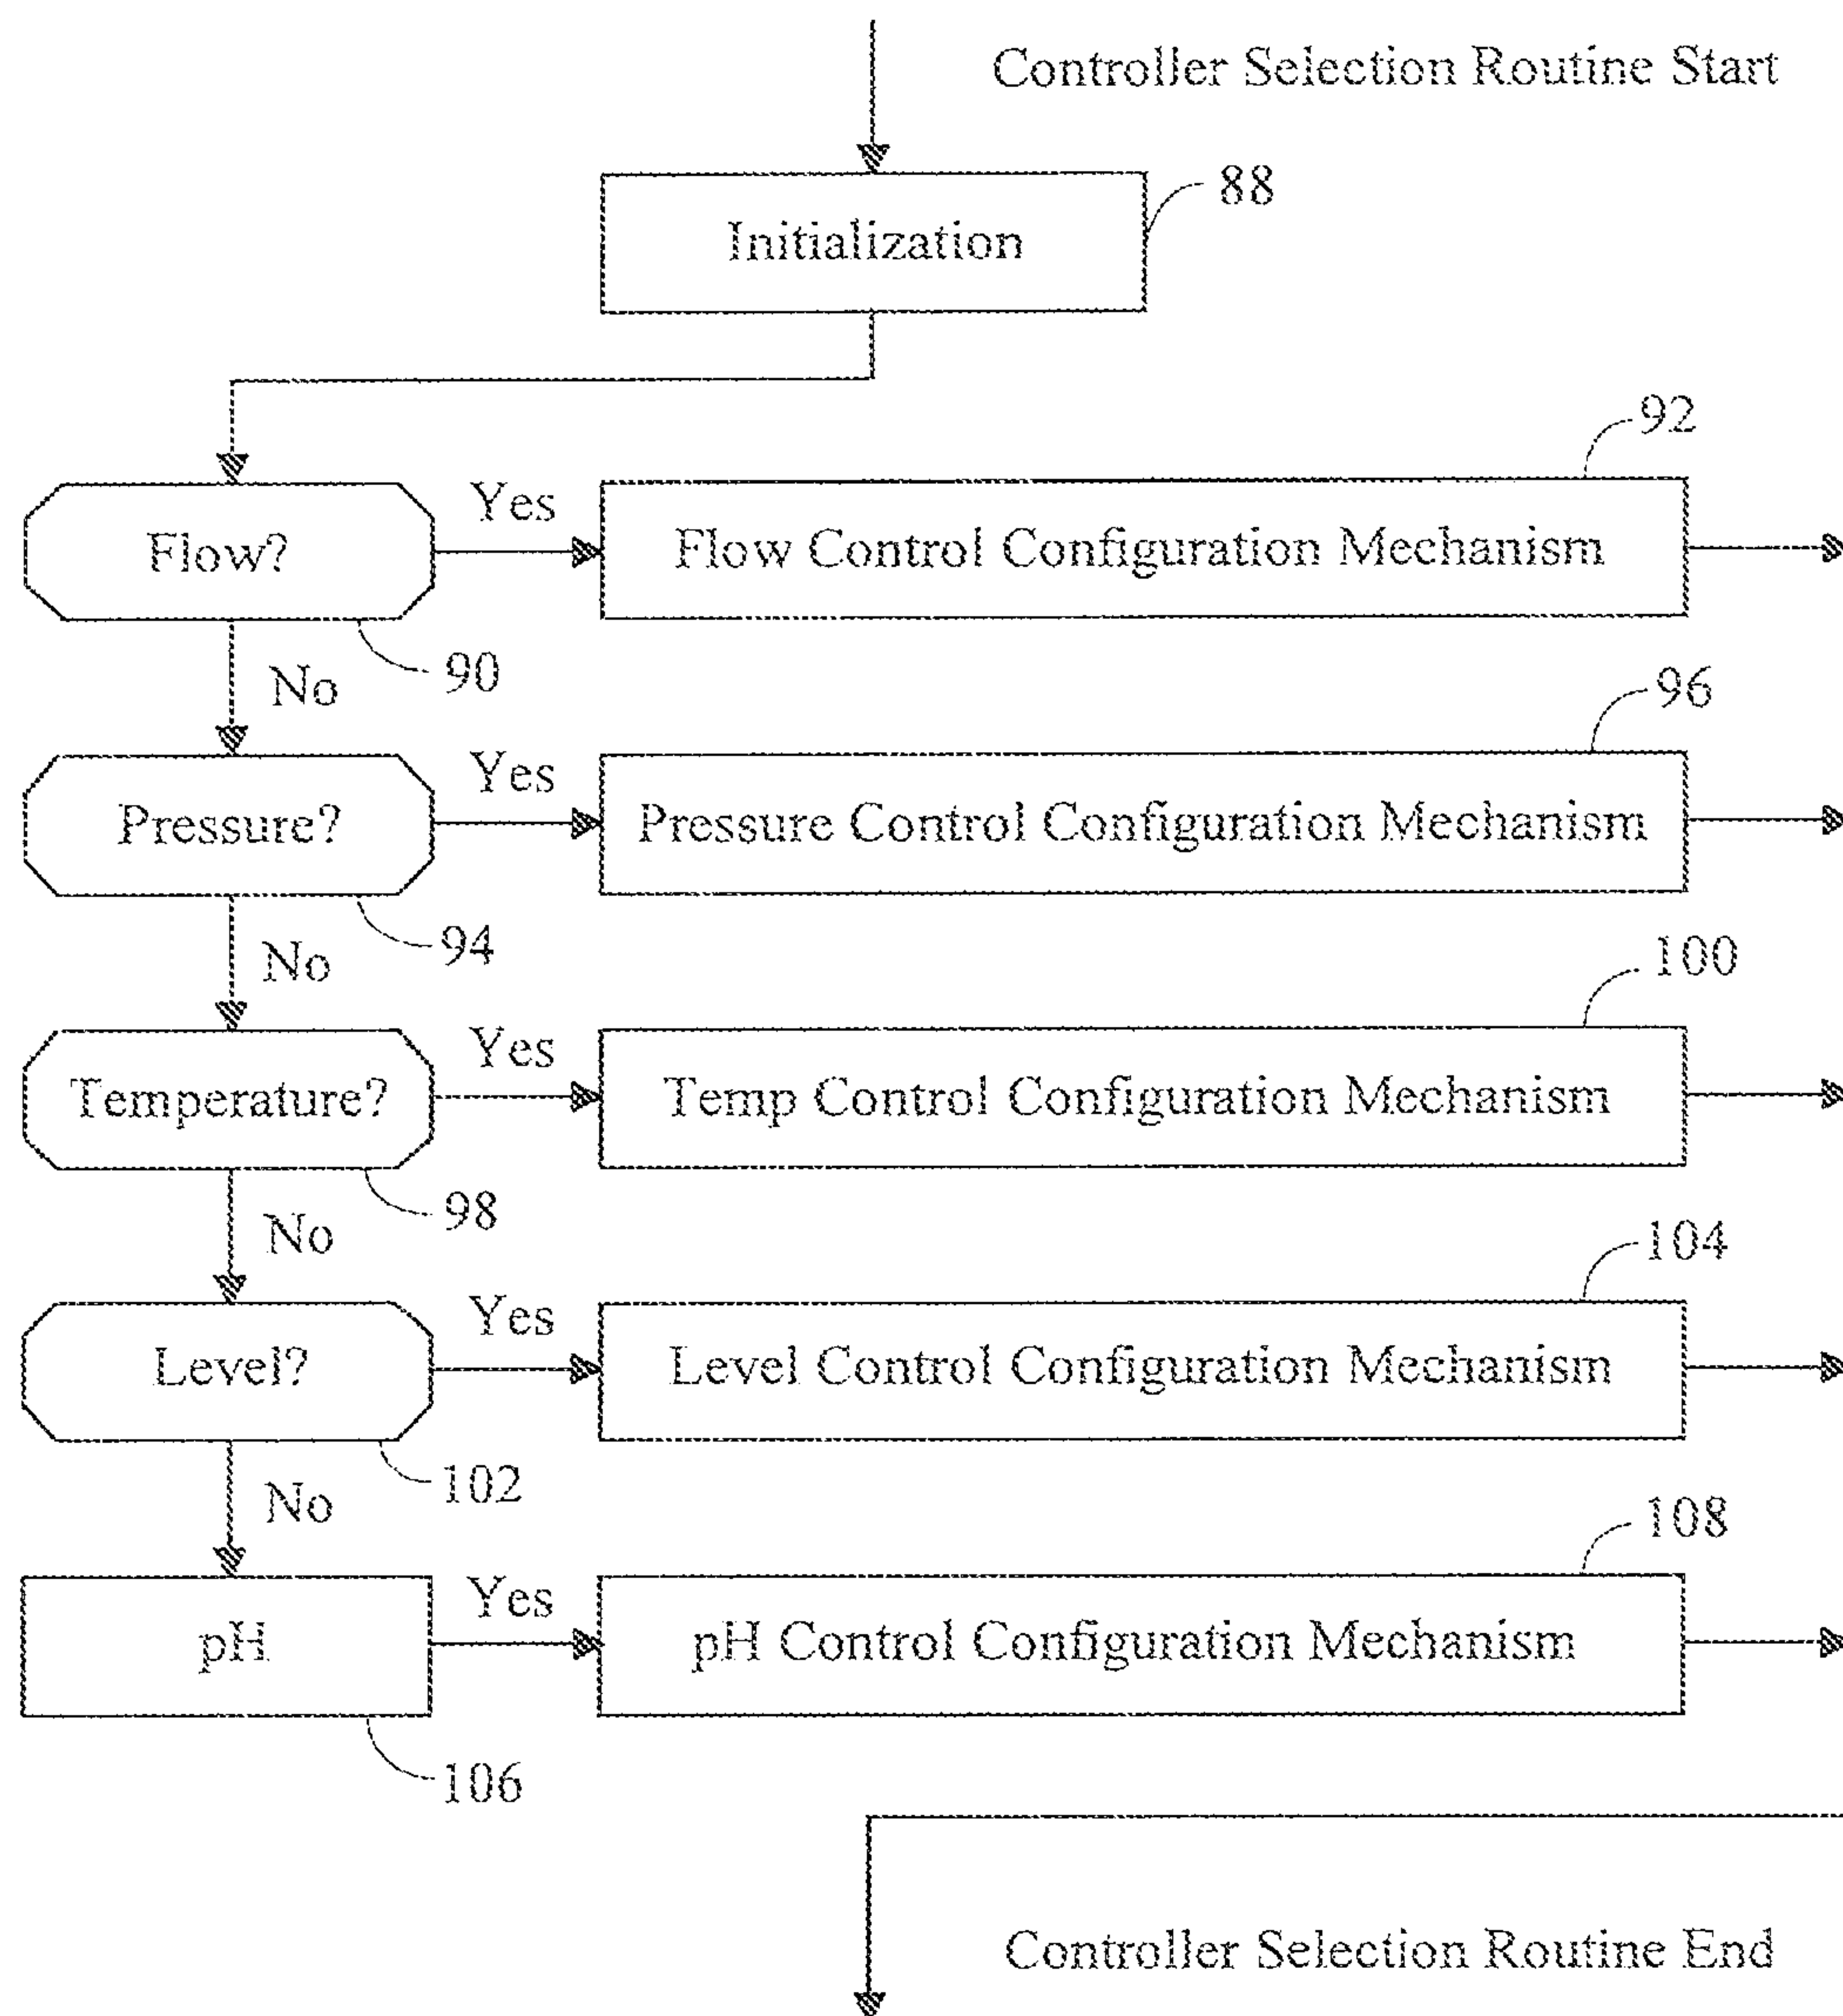 Controller Selection Routine Start
88
Initialization
92
Yes
Flow?
Flow Control Configuration Mechanism
90
No
96
Yes
Pressure?
Pressure Control Configuration Mechanism
94
No
100
Yes
Temperature?
Temp Control Configuration Mechanism
98
No
104
Yes
Level?
Level Control Configuration Mechanism
102
No
108
Yes
pH
pH Control Configuration Mechanism
106
Controller Selection Routine End